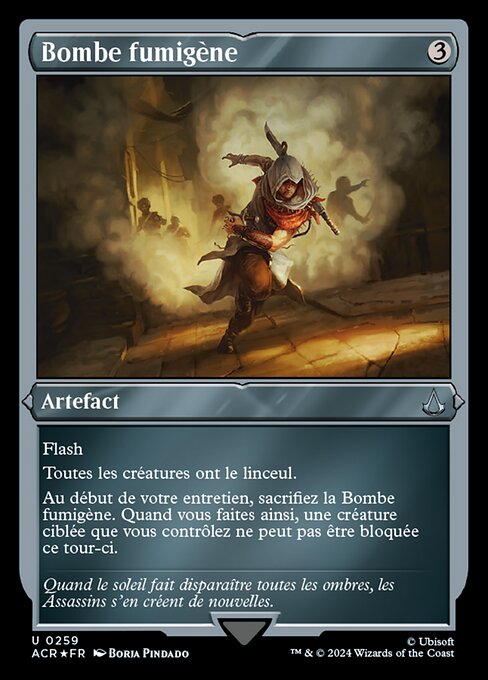 Bombe fumigène 3
Artefact
Flash
Toutes les créatures ont le linceul.
Au début de votre entretien, sacrifiez la Bombe
fumigène. Quand vous faites ainsi, une créature
ciblée que vous contrôlez ne peut pas être bloquée
ce tour-ci.
Quand le soleil fait disparaître toutes les ombres, les
Assassins s'en créent de nouvelles.
U 0259
ACR★FR Borja Pindado
© Ubisoft
™ & © 2024 Wizards of the Coast